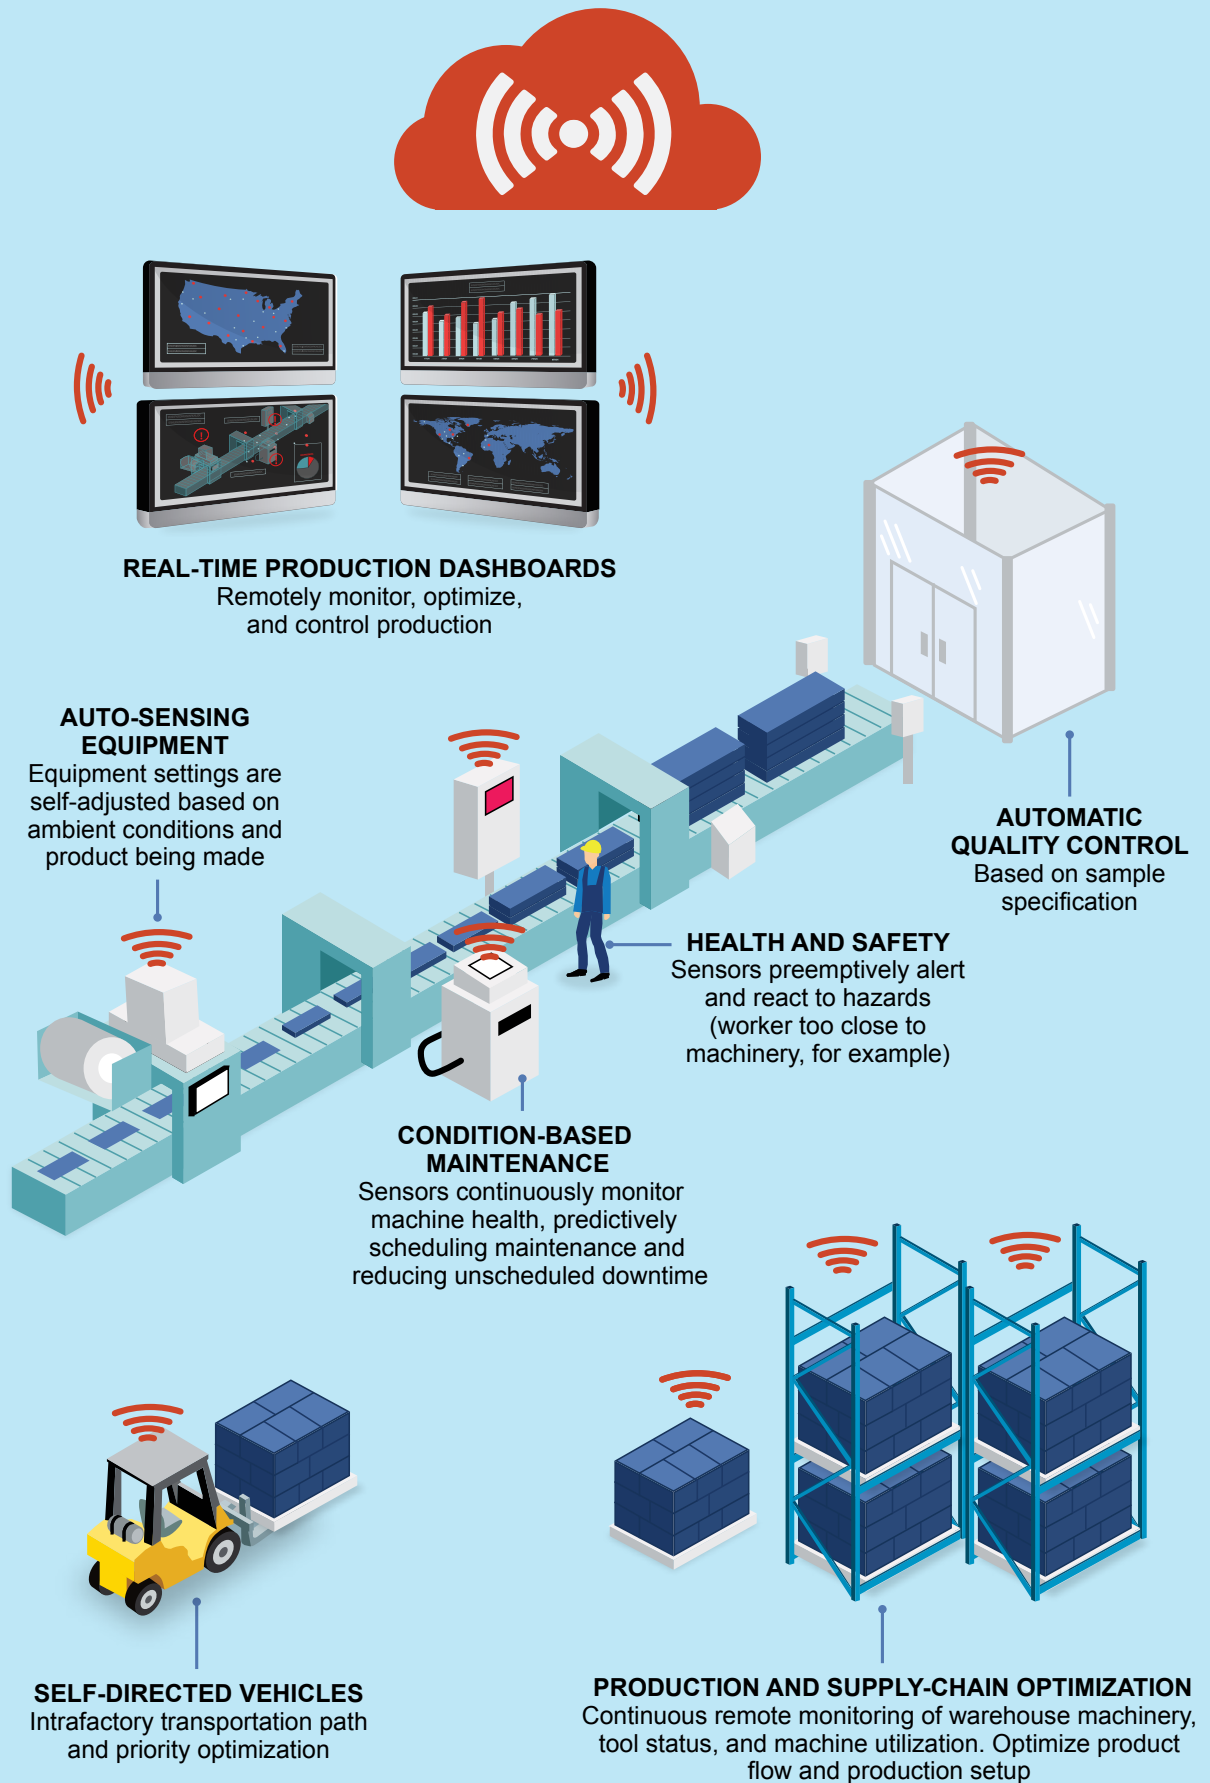 REAL-TIME PRODUCTION DASHBOARDS
Remotely monitor, optimize,
and control production
AUTO-SENSING
EQUIPMENT
Equipment settings are
self-adjusted based on
ambient conditions and
product being made
AUTOMATIC
QUALITY CONTROL
Based on sample
specification
HEALTH AND SAFETY
Sensors preemptively alert
and react to hazards
(worker too close to
machinery, for example)
CONDITION-BASED
MAINTENANCE
Sensors continuously monitor
machine health, predictively
scheduling maintenance and
reducing unscheduled downtime
SELF-DIRECTED VEHICLES
Intrafactory transportation path
and priority optimization
PRODUCTION AND SUPPLY-CHAIN OPTIMIZATION
Continuous remote monitoring of warehouse machinery,
tool status, and machine utilization. Optimize product
flow and production setup